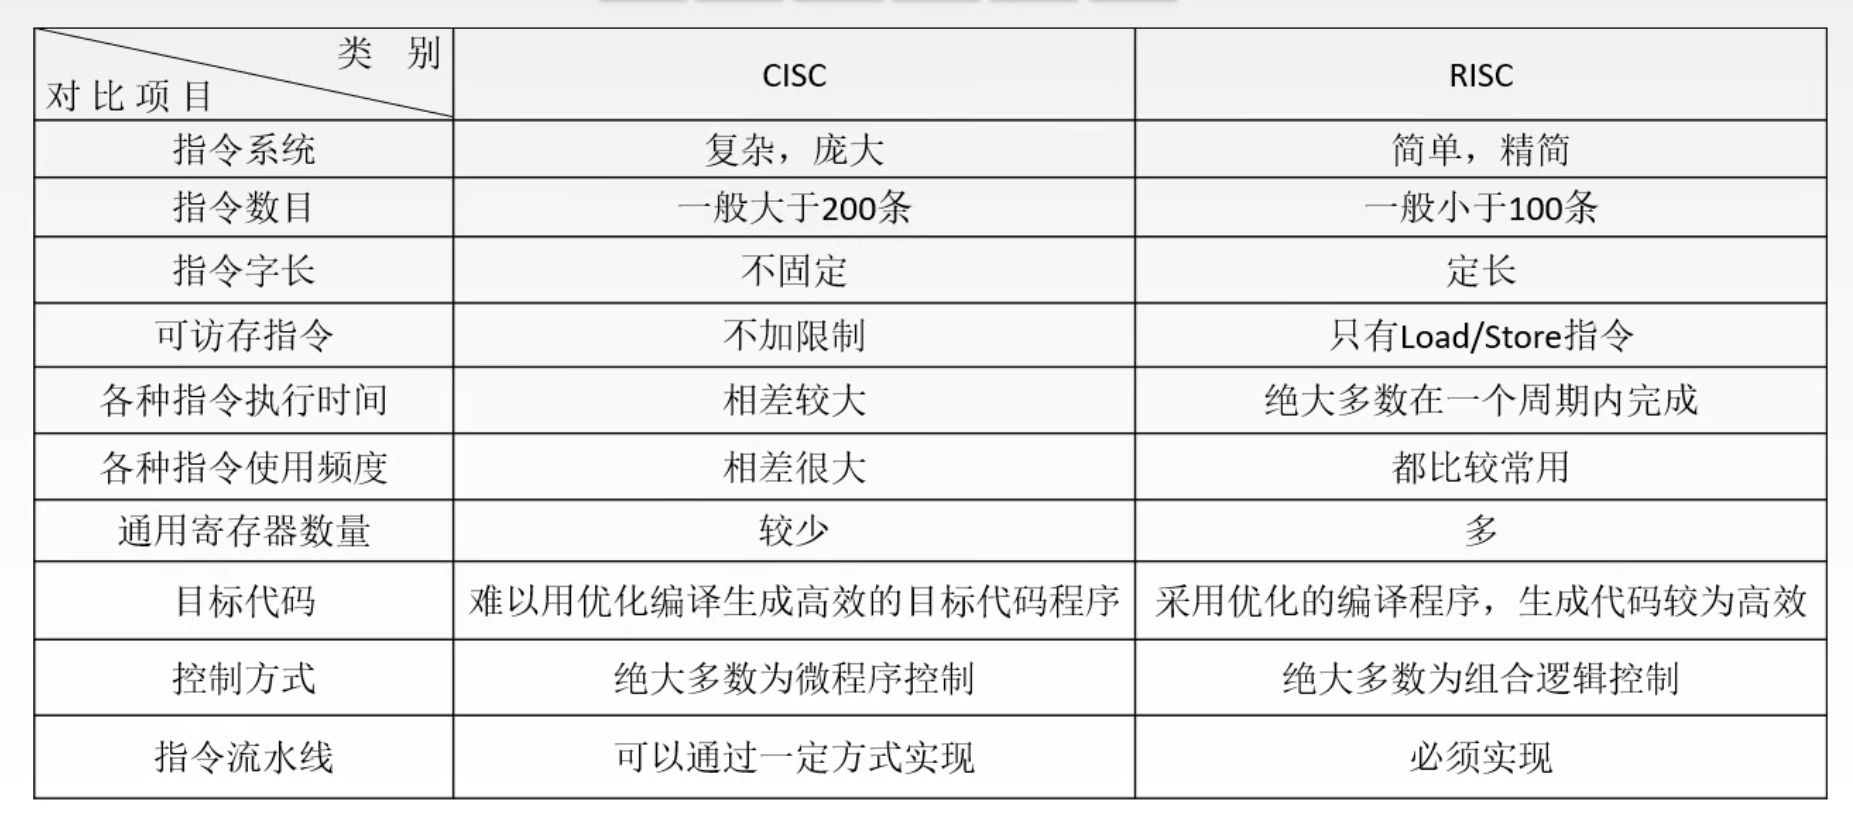 类 别
对比项目
CISC
RISC
指令系统
复杂，庞大
简单，精简
指令数目
一般大于200条
一般小于100条
指令字长
不固定
定长
可访存指令
不加限制
只有Load/Store指令
各种指令执行时间
相差较大
绝大多数在一个周期内完成
各种指令使用频度
相差很大
都比较常用
通用寄存器数量
较少
多
目标代码
难以用优化编译生成高效的目标代码程序
采用优化的编译程序，生成代码较为高效
控制方式
绝大多数为微程序控制
绝大多数为组合逻辑控制
指令流水线
可以通过一定方式实现
必须实现